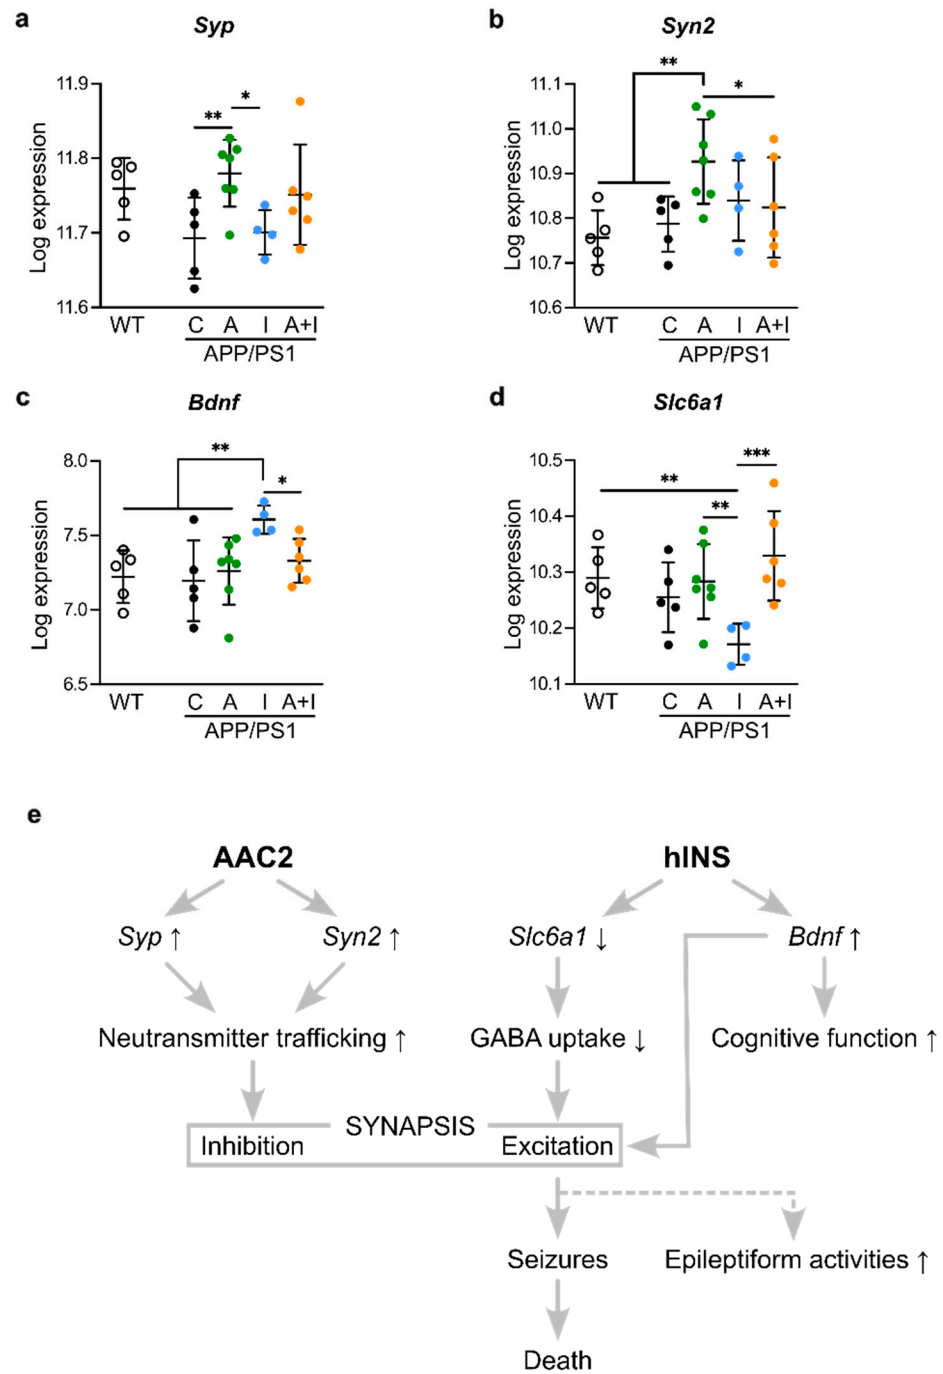 a
Syp
Log expression
11.9
11.8
11.7
11.6
**
*
WT
C A I A+I
APP/PS1
b
Syn2
Log expression
11.1
11.0
10.9
10.8
10.7
10.6
**
*
WT
C A I A+I
APP/PS1
c
Bdnf
Log expression
8.0
7.5
7.0
6.5
**
*
WT
C A I A+I
APP/PS1
d
Slc6a1
Log expression
10.5
10.4
10.3
10.2
10.1
***
**
**
WT
C A I A+I
APP/PS1
e
AAC2 hINS
Syp ↑ Syn2 ↑ Slc6a1 ↓ Bdnf ↑
Neutransmitter trafficking ↑ GABA uptake ↓ Cognitive function ↑
SYNAPSIS
Inhibition Excitation
Seizures Epileptiform activities ↑
Death